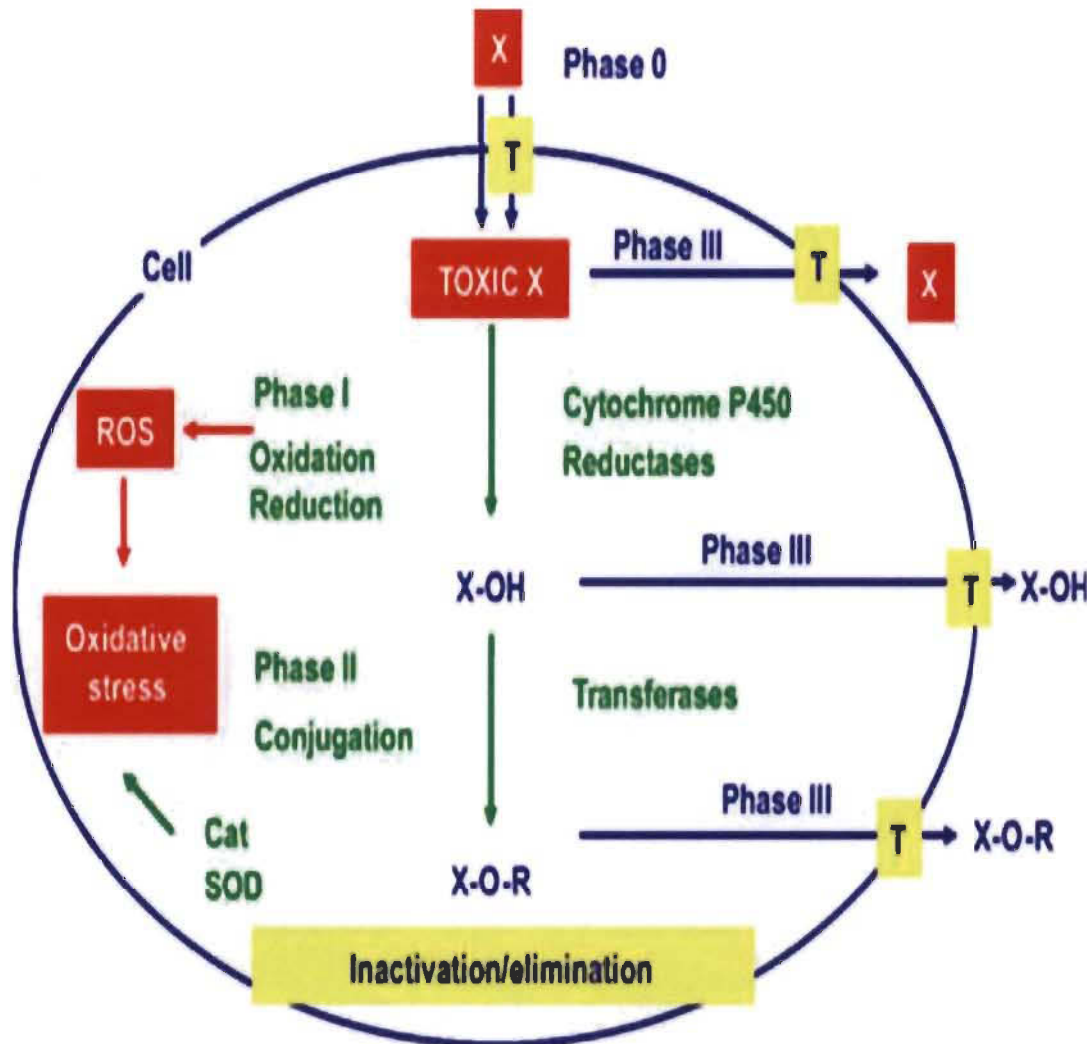 X
Phase 0
T
Cell
TOXIC X
Phase III
T
X
Phase I
Oxidation
Reduction
ROS
Cytochrome P450
Reductases
X-OH
Phase III
T
X-OH
Oxidative
stress
Phase II
Conjugation
Transferases
Cat
SOD
X-O-R
Phase III
T
X-O-R
Inactivation/elimination